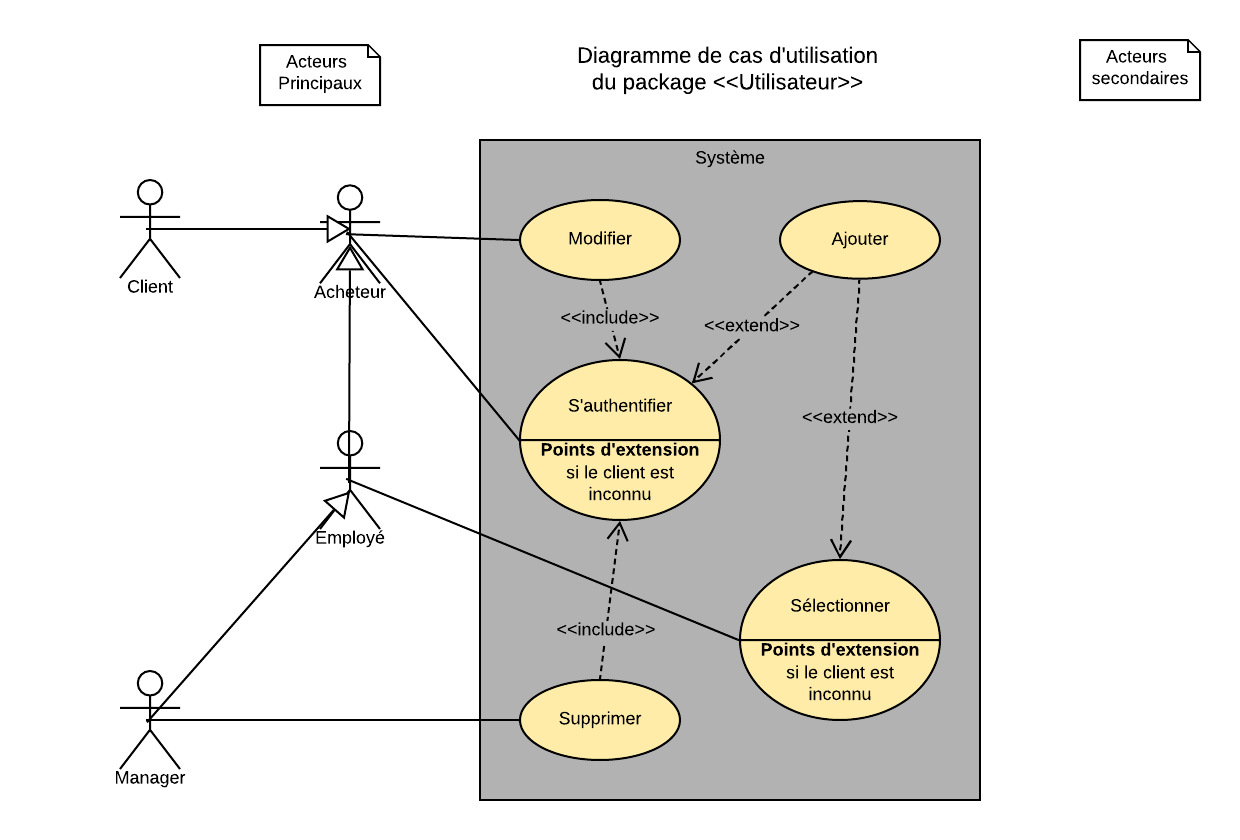 Acteurs
Principaux
Diagramme de cas d'utilisation
du package <<Utilisateur>>
Acteurs
secondaires
Système
Client
Acheteur
Modifier
Ajouter
<<include>>
<<extend>>
S'authentifier
Points d'extension
si le client est
inconnu
<<extend>>
Employé
Sélectionner
Points d'extension
si le client est
inconnu
<<include>>
Supprimer
Manager